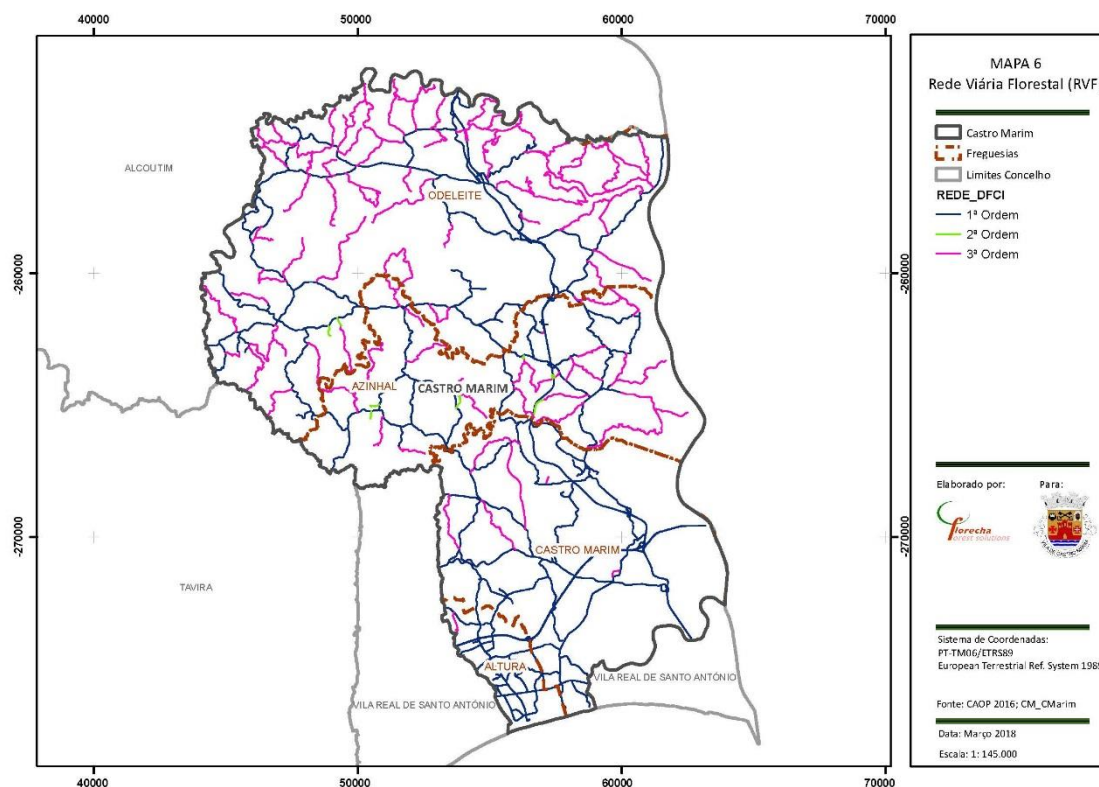 40000 50000 60000 70000
MAPA 6
Rede Viária Florestal (RVF
Castro Marim
Freguesias
Limites Concelho
REDE_DFCI
1ª Ordem
2ª Ordem
3ª Ordem
ALCOUTIM
ODELEITE
-260000 -260000
AZINHAL
CASTRO MARIM
-270000 -270000
CASTRO MARIM
TAVIRA
ALTURA
VILA REAL DE SANTO ANTÓNIO
VILA REAL DE SANTO ANTÓNIO
40000 50000 60000 70000
Elaborado por: Para:
florecha
forest solutions
Sistema de Coordenadas:
PT-TM06/ETRS89
European Terrestrial Ref. System 1989
Fonte: CAOP 2016; CM_CMarim
Data: Março 2018
Escala: 1: 145.000